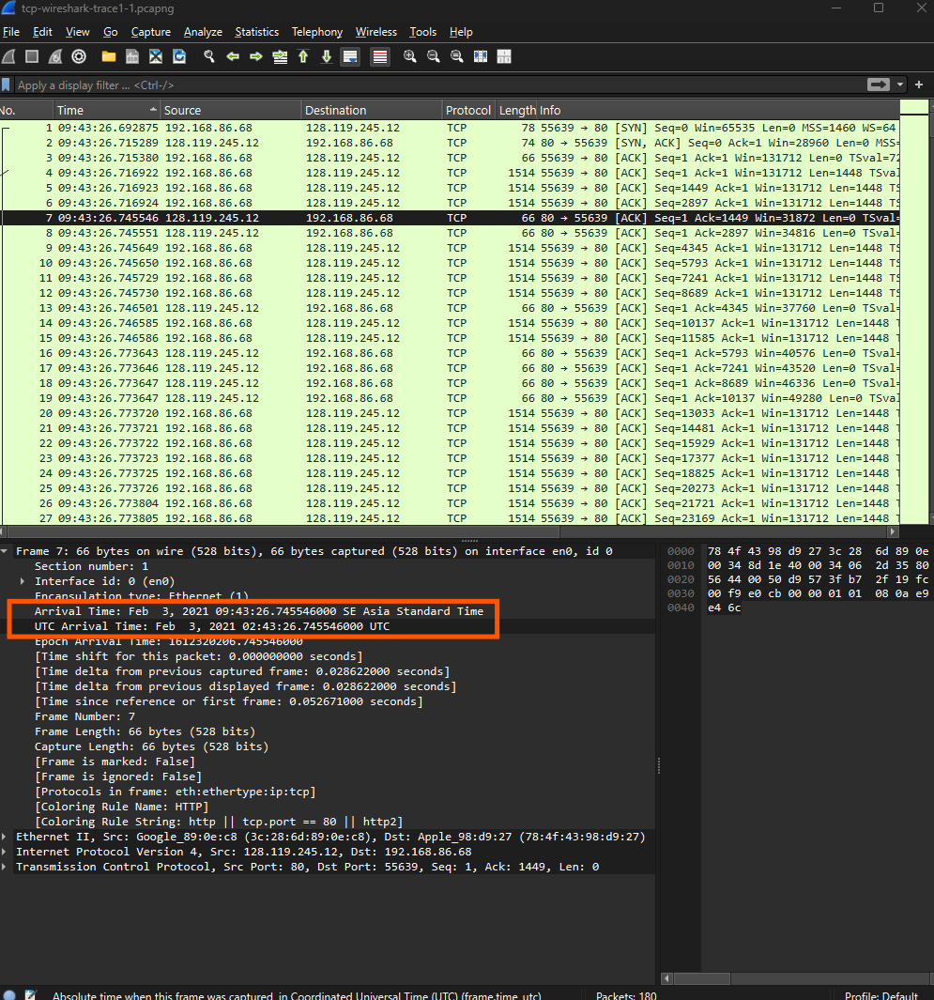 tcp-wireshark-trace1-1.pcapng
File Edit View Go Capture Analyze Statistics Telephony Wireless Tools Help
Apply a display filter ... <Ctrl-/>
No. Time Source Destination Protocol Length Info
1 09:43:26.692875 192.168.86.68 128.119.245.12 TCP 78 55639 → 80 [SYN] Seq=0 Win=65535 Len=0 MSS=1460 WS=64
2 09:43:26.715289 128.119.245.12 192.168.86.68 TCP 74 80 → 55639 [SYN, ACK] Seq=0 Ack=1 Win=28960 Len=0 MSS=
3 09:43:26.715380 192.168.86.68 128.119.245.12 TCP 66 55639 → 80 [ACK] Seq=1 Ack=1 Win=131712 Len=0 TSval=72
4 09:43:26.716922 192.168.86.68 128.119.245.12 TCP 1514 55639 → 80 [ACK] Seq=1 Ack=1 Win=131712 Len=1448 TSval
5 09:43:26.716923 192.168.86.68 128.119.245.12 TCP 1514 55639 → 80 [ACK] Seq=1449 Ack=1 Win=131712 Len=1448 TS
6 09:43:26.716924 192.168.86.68 128.119.245.12 TCP 1514 55639 → 80 [ACK] Seq=2897 Ack=1 Win=131712 Len=1448 TS
7 09:43:26.745546 128.119.245.12 192.168.86.68 TCP 66 80 → 55639 [ACK] Seq=1 Ack=1449 Win=31872 Len=0 TSval=
8 09:43:26.745551 128.119.245.12 192.168.86.68 TCP 66 80 → 55639 [ACK] Seq=1 Ack=2897 Win=34816 Len=0 TSval=
9 09:43:26.745649 192.168.86.68 128.119.245.12 TCP 1514 55639 → 80 [ACK] Seq=4345 Ack=1 Win=131712 Len=1448 TS
10 09:43:26.745650 192.168.86.68 128.119.245.12 TCP 1514 55639 → 80 [ACK] Seq=5793 Ack=1 Win=131712 Len=1448 TS
11 09:43:26.745729 192.168.86.68 128.119.245.12 TCP 1514 55639 → 80 [ACK] Seq=7241 Ack=1 Win=131712 Len=1448 TS
12 09:43:26.745730 192.168.86.68 128.119.245.12 TCP 1514 55639 → 80 [ACK] Seq=8689 Ack=1 Win=131712 Len=1448 TS
13 09:43:26.746501 128.119.245.12 192.168.86.68 TCP 66 80 → 55639 [ACK] Seq=1 Ack=4345 Win=37760 Len=0 TSval=
14 09:43:26.746585 192.168.86.68 128.119.245.12 TCP 1514 55639 → 80 [ACK] Seq=10137 Ack=1 Win=131712 Len=1448 T
15 09:43:26.746586 192.168.86.68 128.119.245.12 TCP 1514 55639 → 80 [ACK] Seq=11585 Ack=1 Win=131712 Len=1448 T
16 09:43:26.773643 128.119.245.12 192.168.86.68 TCP 66 80 → 55639 [ACK] Seq=1 Ack=5793 Win=40576 Len=0 TSval=
17 09:43:26.773646 128.119.245.12 192.168.86.68 TCP 66 80 → 55639 [ACK] Seq=1 Ack=7241 Win=43520 Len=0 TSval=
18 09:43:26.773647 128.119.245.12 192.168.86.68 TCP 66 80 → 55639 [ACK] Seq=1 Ack=8689 Win=46336 Len=0 TSval=
19 09:43:26.773647 128.119.245.12 192.168.86.68 TCP 66 80 → 55639 [ACK] Seq=1 Ack=10137 Win=49280 Len=0 TSval
20 09:43:26.773720 192.168.86.68 128.119.245.12 TCP 1514 55639 → 80 [ACK] Seq=13033 Ack=1 Win=131712 Len=1448 T
21 09:43:26.773721 192.168.86.68 128.119.245.12 TCP 1514 55639 → 80 [ACK] Seq=14481 Ack=1 Win=131712 Len=1448 T
22 09:43:26.773722 192.168.86.68 128.119.245.12 TCP 1514 55639 → 80 [ACK] Seq=15929 Ack=1 Win=131712 Len=1448 T
23 09:43:26.773723 192.168.86.68 128.119.245.12 TCP 1514 55639 → 80 [ACK] Seq=17377 Ack=1 Win=131712 Len=1448 T
24 09:43:26.773725 192.168.86.68 128.119.245.12 TCP 1514 55639 → 80 [ACK] Seq=18825 Ack=1 Win=131712 Len=1448 T
25 09:43:26.773726 192.168.86.68 128.119.245.12 TCP 1514 55639 → 80 [ACK] Seq=20273 Ack=1 Win=131712 Len=1448 T
26 09:43:26.773804 192.168.86.68 128.119.245.12 TCP 1514 55639 → 80 [ACK] Seq=21721 Ack=1 Win=131712 Len=1448 T
27 09:43:26.773805 192.168.86.68 128.119.245.12 TCP 1514 55639 → 80 [ACK] Seq=23169 Ack=1 Win=131712 Len=1448 T
Frame 7: 66 bytes on wire (528 bits), 66 bytes captured (528 bits) on interface en0, id 0
Section number: 1
Interface id: 0 (en0)
Encapsulation type: Ethernet (1)
Arrival Time: Feb  3, 2021 09:43:26.745546000 SE Asia Standard Time
UTC Arrival Time: Feb  3, 2021 02:43:26.745546000 UTC
Epoch Arrival Time: 1612320206.745546000
[Time shift for this packet: 0.000000000 seconds]
[Time delta from previous captured frame: 0.028622000 seconds]
[Time delta from previous displayed frame: 0.028622000 seconds]
[Time since reference or first frame: 0.052671000 seconds]
Frame Number: 7
Frame Length: 66 bytes (528 bits)
Capture Length: 66 bytes (528 bits)
[Frame is marked: False]
[Frame is ignored: False]
[Protocols in frame: eth:ethertype:ip:tcp]
[Coloring Rule Name: HTTP]
[Coloring Rule String: http || tcp.port == 80 || http2]
Ethernet II, Src: Google_89:0e:c8 (3c:28:6d:89:0e:c8), Dst: Apple_98:d9:27 (78:4f:43:98:d9:27)
Internet Protocol Version 4, Src: 128.119.245.12, Dst: 192.168.86.68
Transmission Control Protocol, Src Port: 80, Dst Port: 55639, Seq: 1, Ack: 1449, Len: 0
0000 78 4f 43 98 d9 27 3c 28 6d 89 0e
0010 00 34 8d 1e 40 00 34 06 2d 35 80
0020 56 44 00 50 d9 57 3f b7 2f 19 fc
0030 00 f9 e0 cb 00 00 01 01 08 0a e9
0040 e4 6c
Absolute time when this frame was captured, in Coordinated Universal Time (UTC) (frame.time_utc)
Packets: 180
Profile: Default